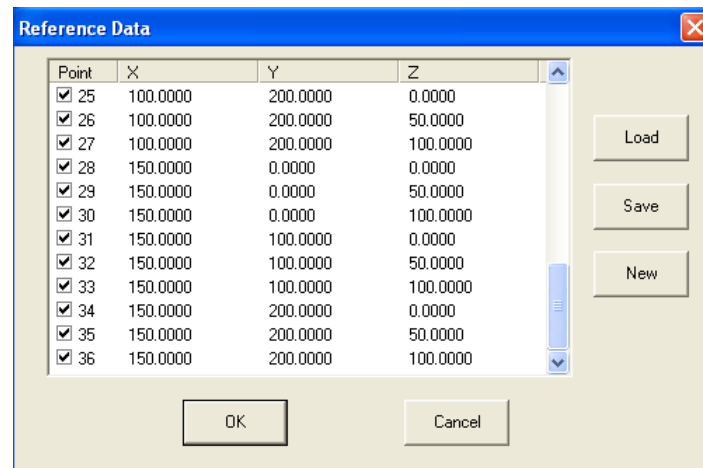 Reference Data
Point X Y Z
25 100.0000 200.0000 0.0000
26 100.0000 200.0000 50.0000
27 100.0000 200.0000 100.0000
28 150.0000 0.0000 0.0000
29 150.0000 0.0000 50.0000
30 150.0000 0.0000 100.0000
31 150.0000 100.0000 0.0000
32 150.0000 100.0000 50.0000
33 150.0000 100.0000 100.0000
34 150.0000 200.0000 0.0000
35 150.0000 200.0000 50.0000
36 150.0000 200.0000 100.0000
Load
Save
New
OK Cancel